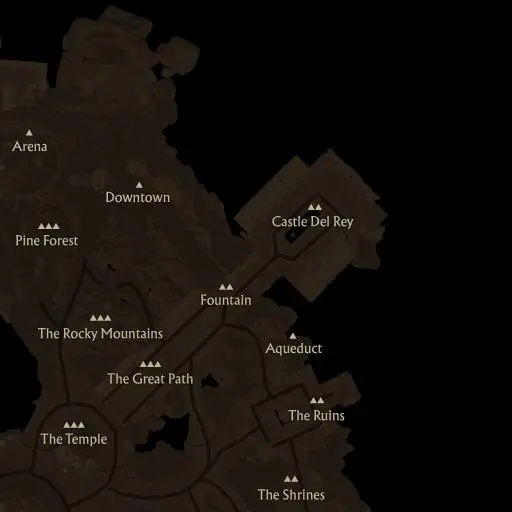 Arena
Downtown
Castle Del Rey
Pine Forest
Fountain
The Rocky Mountains
Aqueduct
The Great Path
The Ruins
The Temple
The Shrines